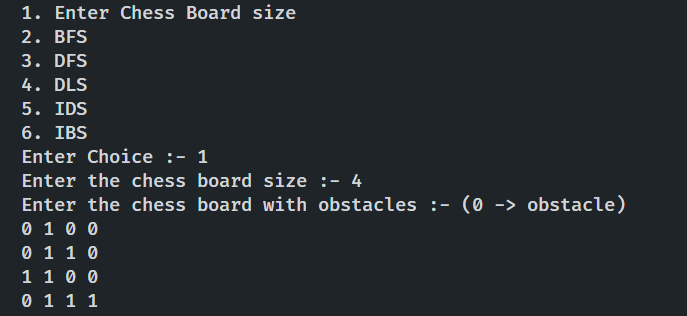 1. Enter Chess Board size
2. BFS
3. DFS
4. DLS
5. IDS
6. IBS
Enter Choice :- 1
Enter the chess board size :- 4
Enter the chess board with obstacles :- (0 -> obstacle)
0 1 0 0
0 1 1 0
1 1 0 0
0 1 1 1